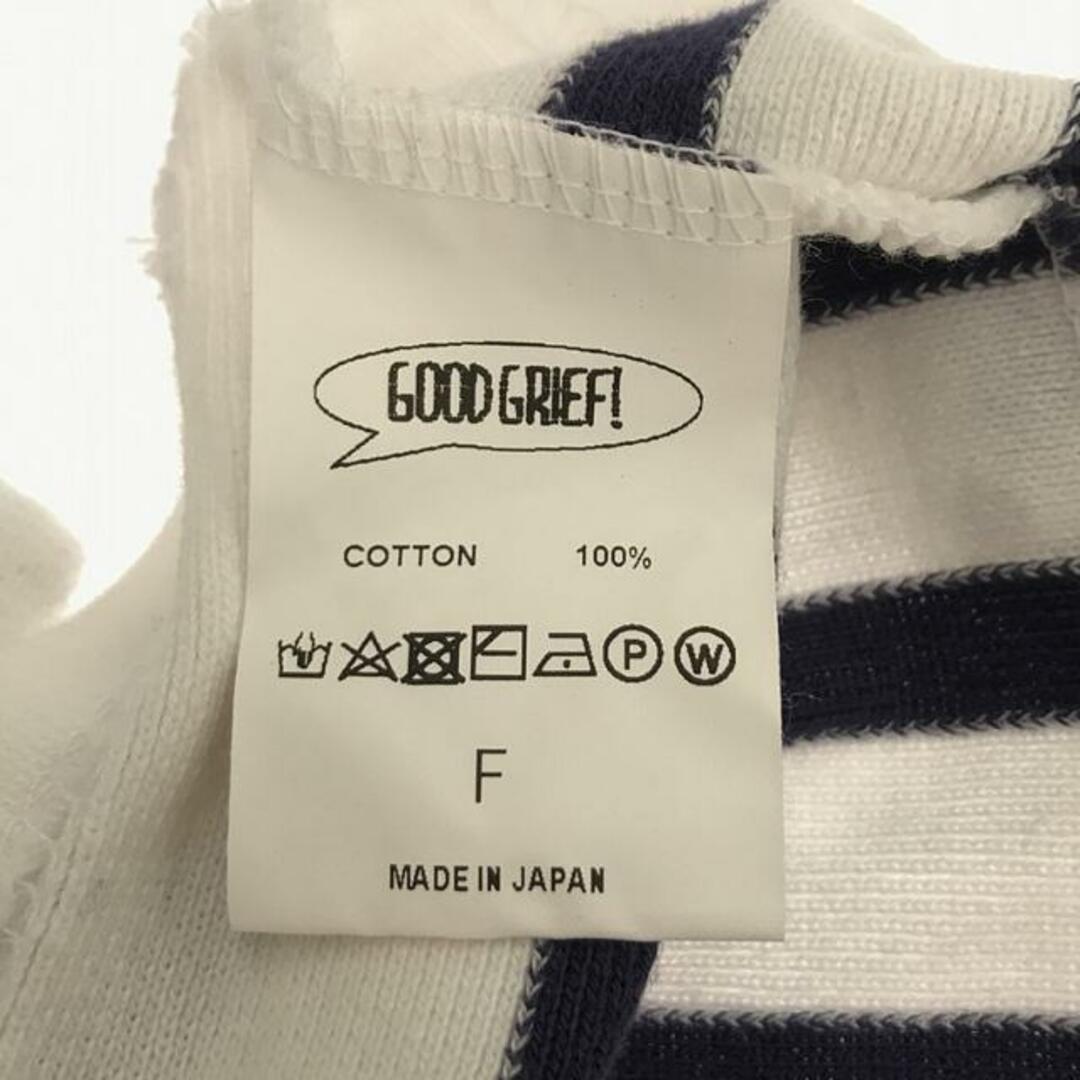 GOOD GRIEF!
COTTON 100%
P W
F
MADE IN JAPAN